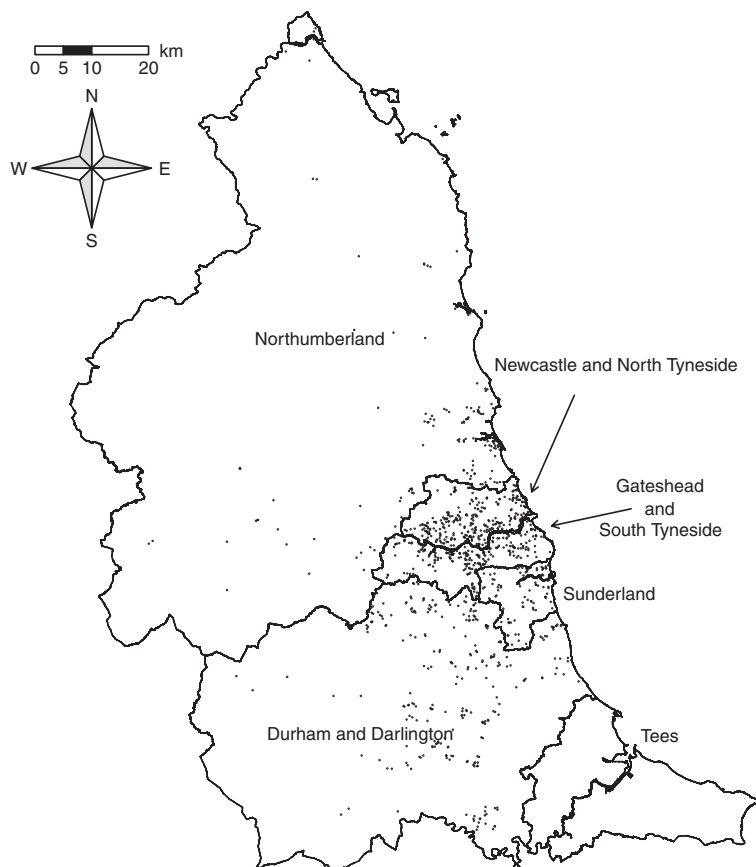 km
0 5 10 20
N
W E
S
Northumberland
Newcastle and North Tyneside
Gateshead
and
South Tyneside
Sunderland
Durham and Darlington
Tees